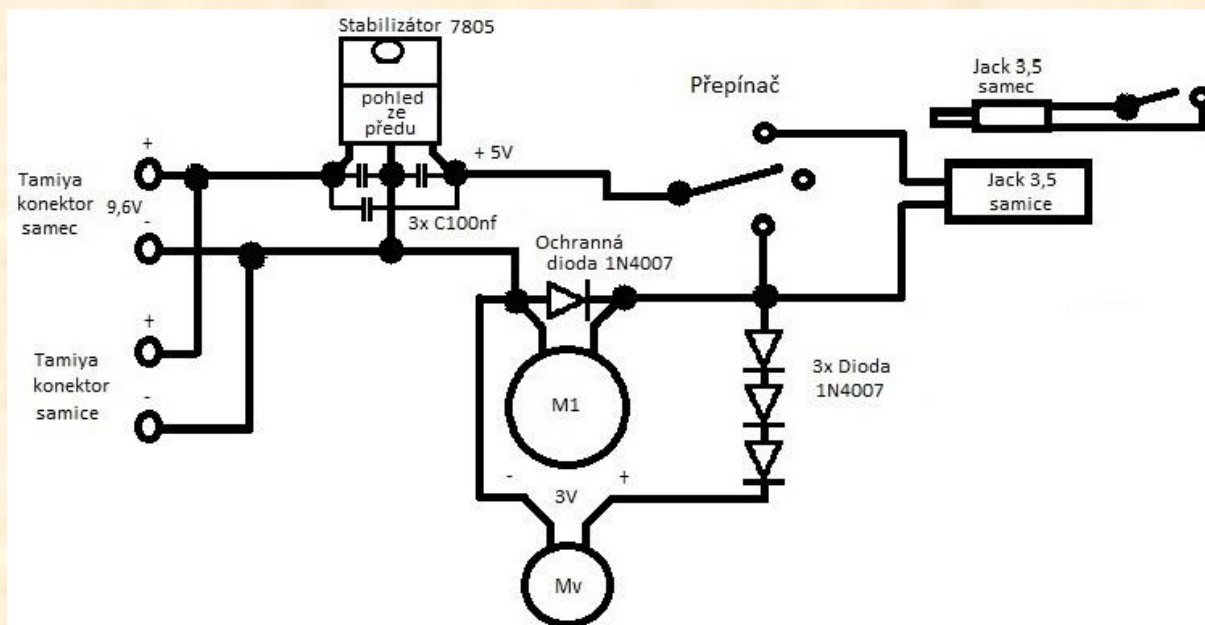 Stabilizátor 7805
pohled
ze
předu
+ 5V
3x C100nf
Přepínač
Jack 3,5
samec
Jack 3,5
samice
+
Tamiya
konektor
samec
9,6V
-
+
Tamiya
konektor
samice
-
Ochranná
dioda 1N4007
M1
3x Dioda
1N4007
-
3V
+
Mv